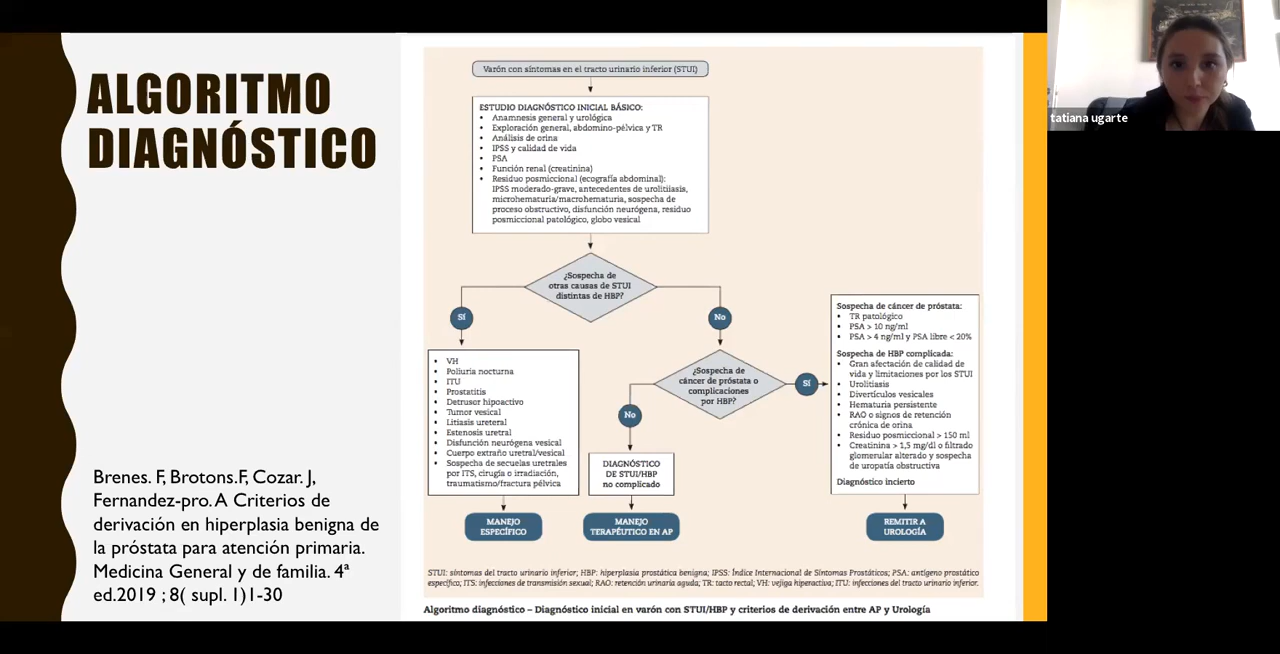 ALGORITMO
DIAGNÓSTICO
Brenes. F, Brotons.F, Cozar. J,
Fernandez-pro. A Criterios de
derivación en hiperplasia benigna de
la próstata para atención primaria.
Medicina General y de familia. 4ª
ed.2019 ; 8( supl. 1)1-30
Varón con síntomas en el tracto urinario inferior (STUI)
ESTUDIO DIAGNÓSTICO INICIAL BÁSICO:
• Anamnesis general y urológica
• Exploración general, abdomino-pélvica y TR
• Análisis de orina
• IPSS y calidad de vida
• PSA
• Función renal (creatinina)
• Residuo posmiccional (ecografía abdominal):
IPSS moderado-grave, antecedentes de urolitiiasis,
microhematuria/macrohematuria, sospecha de
proceso obstructivo, disfunción neurógena, residuo
posmiccional patológico, globo vesical
¿Sospecha de
otras causas de STUI
distintas de HBP?
Sí
No
• VH
• Poliuria nocturna
• ITU
• Prostatitis
• Detrusor hipoactivo
• Tumor vesical
• Litiasis ureteral
• Estenosis uretral
• Disfunción neurógena vesical
• Cuerpo extraño uretral/vesical
• Sospecha de secuelas uretrales
por ITS, cirugía o irradiación,
traumatismo/fractura pélvica
MANEJO
ESPECÍFICO
¿Sospecha de
cáncer de próstata o
complicaciones
por HBP?
No
Sí
DIAGNÓSTICO
DE STUI/HBP
no complicado
MANEJO
TERAPÉUTICO EN AP
Sospecha de cáncer de próstata:
• TR patológico
• PSA > 10 ng/ml
• PSA > 4 ng/ml y PSA libre < 20%
Sospecha de HBP complicada:
• Gran afectación de calidad de
vida y limitaciones por los STUI
• Urolitiasis
• Divertículos vesicales
• Hematuria persistente
• RAO o signos de retención
crónica de orina
• Residuo posmiccional > 150 ml
• Creatinina > 1,5 mg/dl o filtrado
glomerular alterado y sospecha
de uropatía obstructiva
Diagnóstico incierto
REMITIR A
UROLOGÍA
STUI: síntomas del tracto urinario inferior; HBP: hiperplasia prostática benigna; IPSS: Índice Internacional de Síntomas Prostáticos; PSA: antígeno prostático
específico; ITS: infecciones de transmisión sexual; RAO: retención urinaria aguda; TR: tacto rectal; VH: vejiga hiperactiva; ITU: infecciones del tracto urinario inferior.
Algoritmo diagnóstico – Diagnóstico inicial en varón con STUI/HBP y criterios de derivación entre AP y Urología
tatiana ugarte